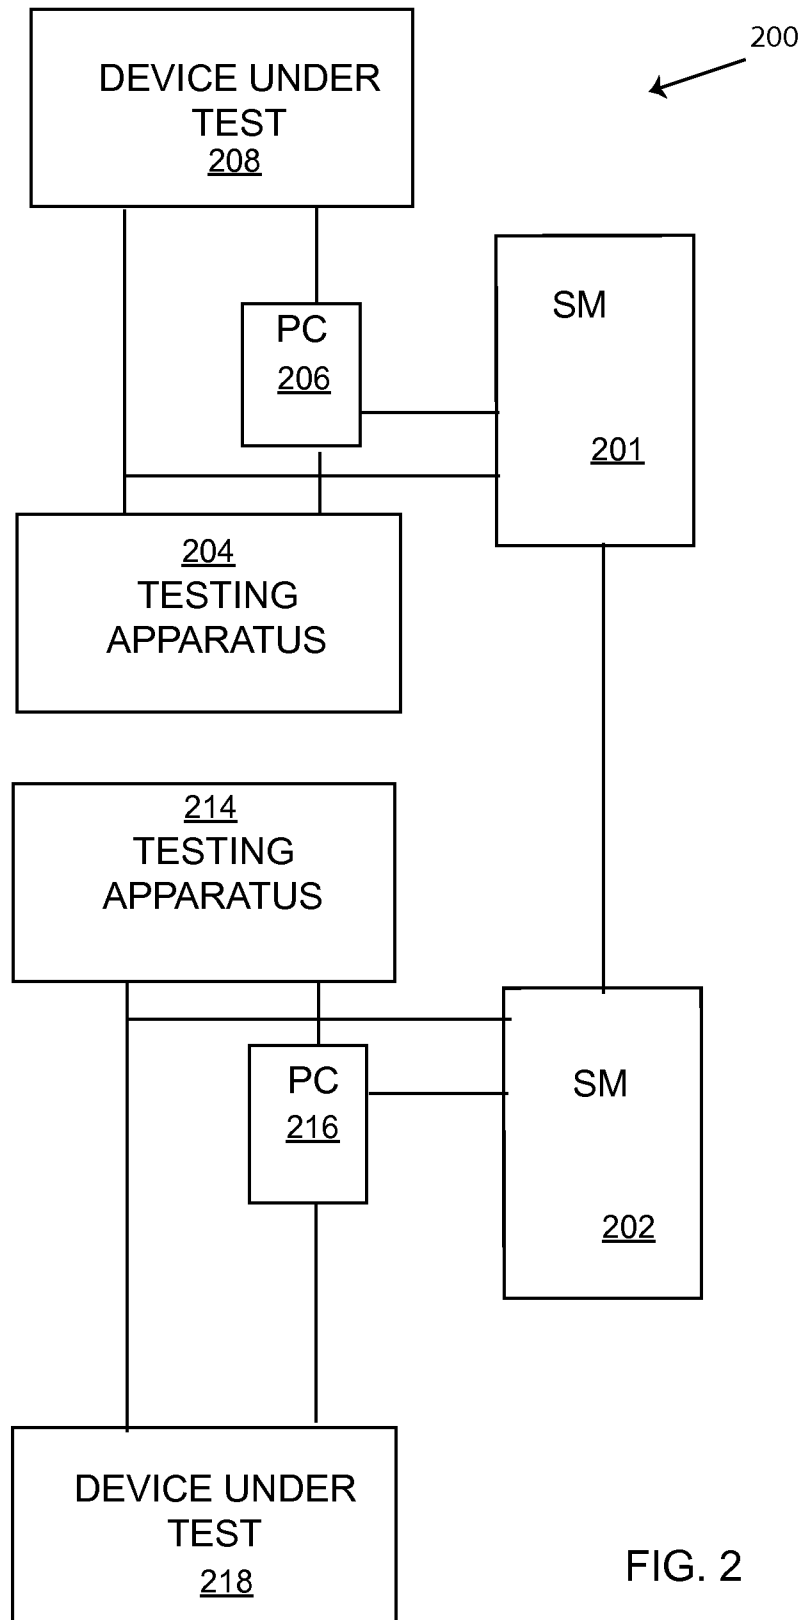 200
DEVICE UNDER
TEST
208
PC
206
SM
201
204
TESTING
APPARATUS
214
TESTING
APPARATUS
PC
216
SM
202
DEVICE UNDER
TEST
218
FIG. 2